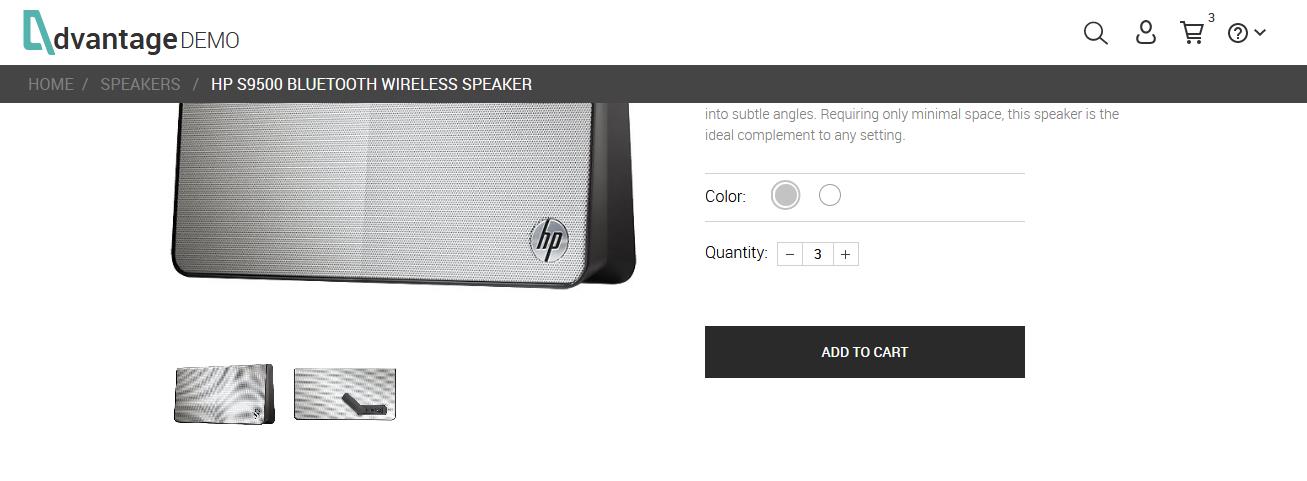 dvantage DEMO
3
HOME / SPEAKERS / HP S9500 BLUETOOTH WIRELESS SPEAKER
into subtle angles. Requiring only minimal space, this speaker is the
ideal complement to any setting.
Color:
Quantity: − 3 +
hp
ADD TO CART